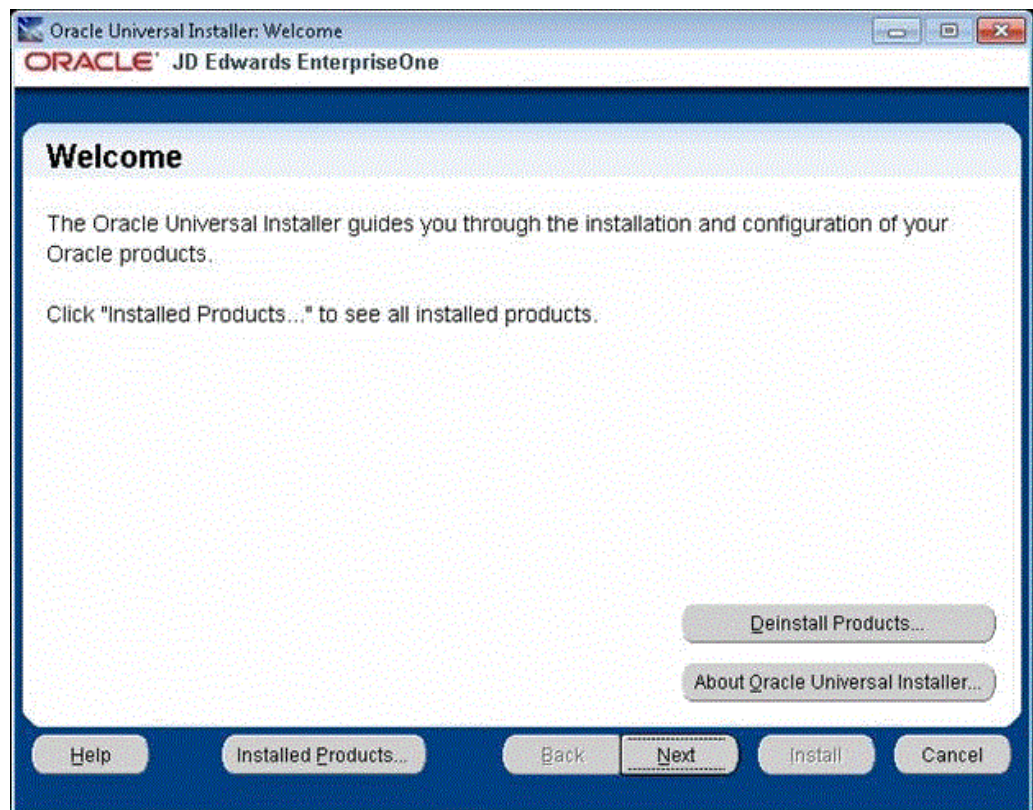 Oracle Universal Installer: Welcome
ORACLE® JD Edwards EnterpriseOne
Welcome
The Oracle Universal Installer guides you through the installation and configuration of your
Oracle products.
Click "Installed Products..." to see all installed products.
Deinstall Products...
About Oracle Universal Installer...
Help Installed Products... Back Next Install Cancel